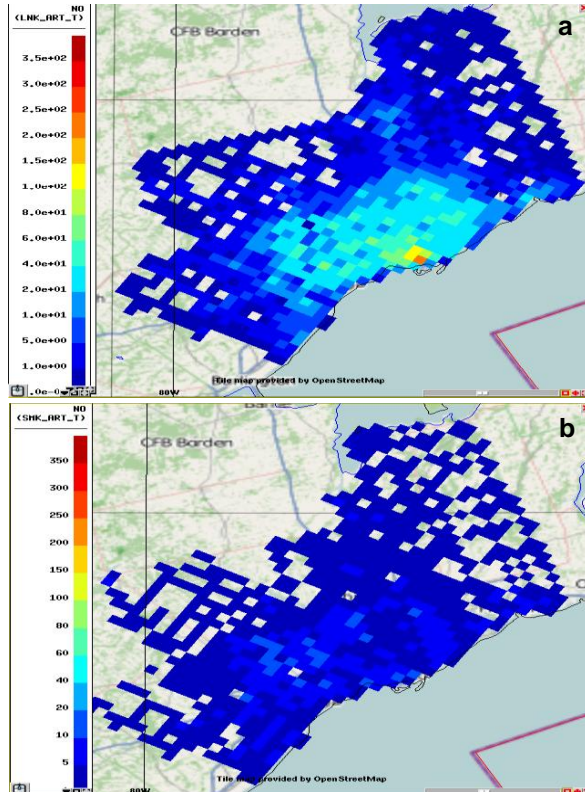 NO
(LNK_ART_T)
3.5e+02
3.0e+02
2.5e+02
2.0e+02
1.5e+02
1.0e+02
8.0e+01
6.0e+01
4.0e+01
2.0e+01
1.0e+01
5.0e+00
1.0e+00
CFB Barden
a
80W
Tile map provided by OpenStreetMap
NO
(SMK_ART_T)
350
300
250
200
150
100
80
60
40
20
10
5
CFB Barden
b
80W
Tile map provided by OpenStreetMap